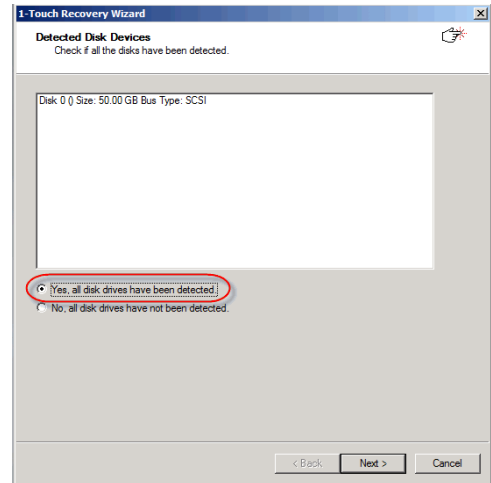 1-Touch Recovery Wizard
Detected Disk Devices
Check if all the disks have been detected.
Disk 0 () Size: 50.00 GB Bus Type: SCSI
Yes, all disk drives have been detected.
No, all disk drives have not been detected.
< Back Next > Cancel